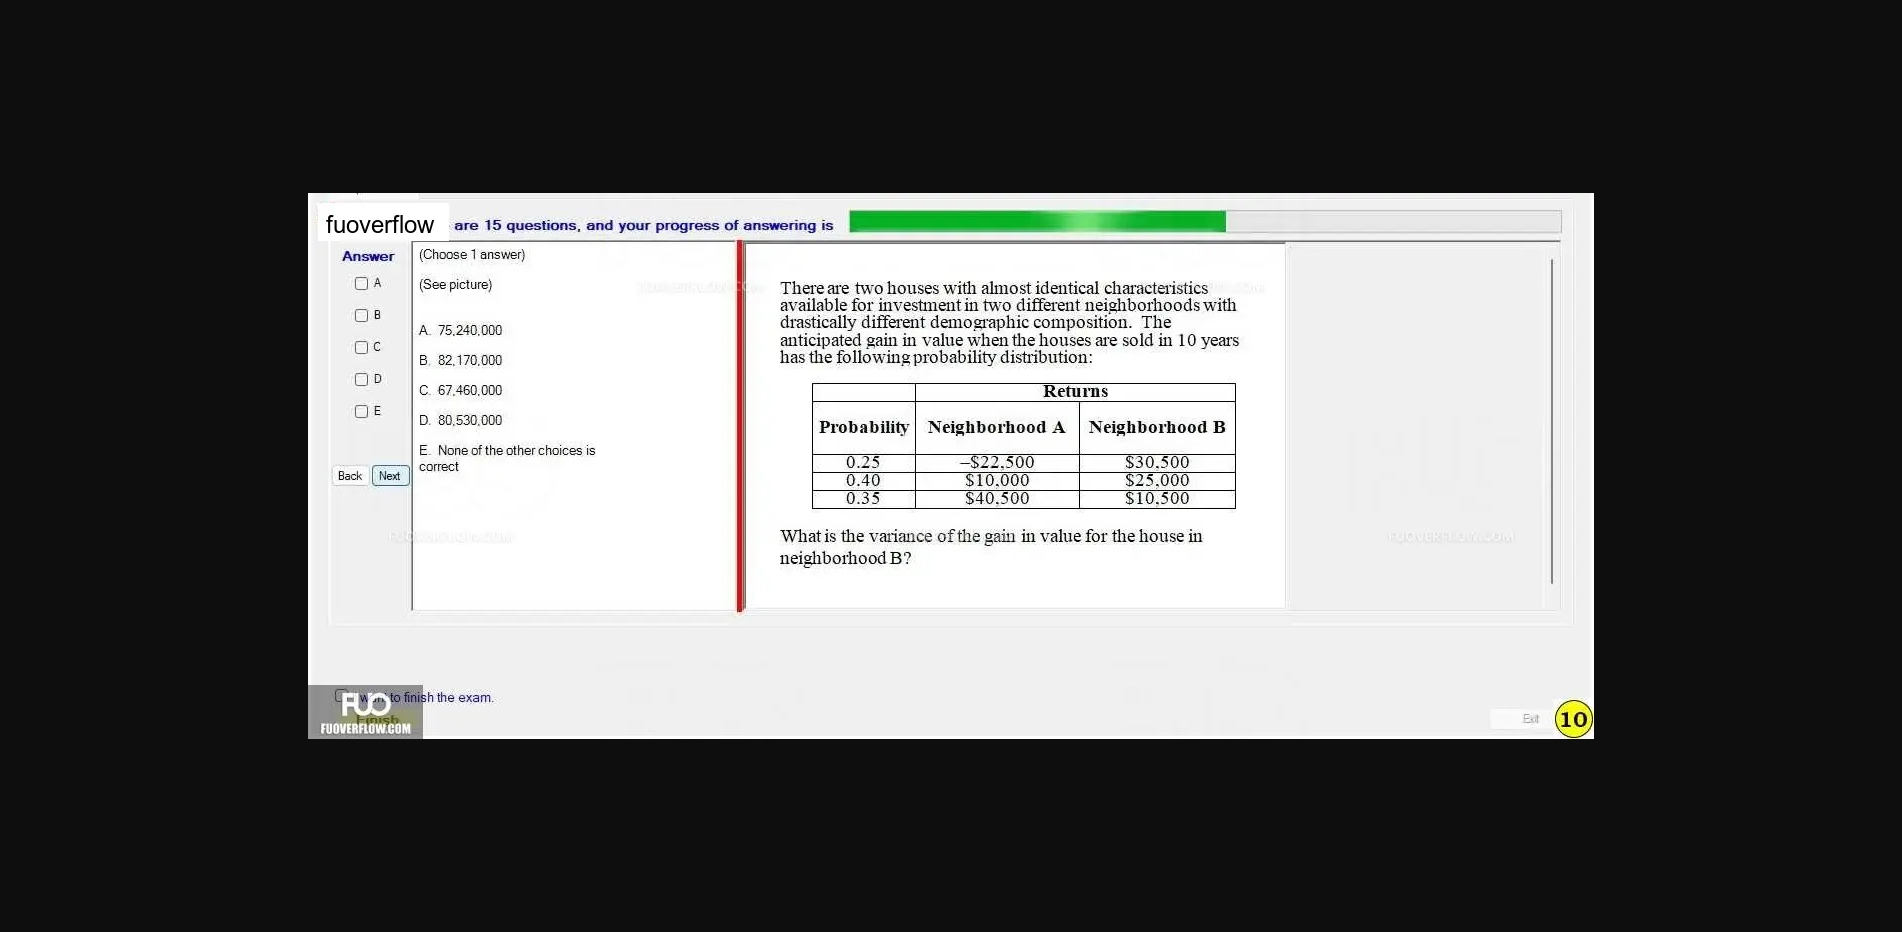 fuoverflow
are 15 questions, and your progress of answering is
Answer
A
B
C
D
E
Back Next
(Choose 1 answer)
(See picture)
A. 75,240,000
B. 82,170,000
C. 67,460,000
D. 80,530,000
E. None of the other choices is
correct
There are two houses with almost identical characteristics
available for investment in two different neighborhoods with
drastically different demographic composition. The
anticipated gain in value when the houses are sold in 10 years
has the following probability distribution:
Returns
Probability Neighborhood A Neighborhood B
0.25 –$22,500 $30,500
0.40 $10,000 $25,000
0.35 $40,500 $10,500
What is the variance of the gain in value for the house in
neighborhood B?
FUOVERFLOW.COM
want to finish the exam.
Finish
FUO
FUOVERFLOW.COM
Exit
10